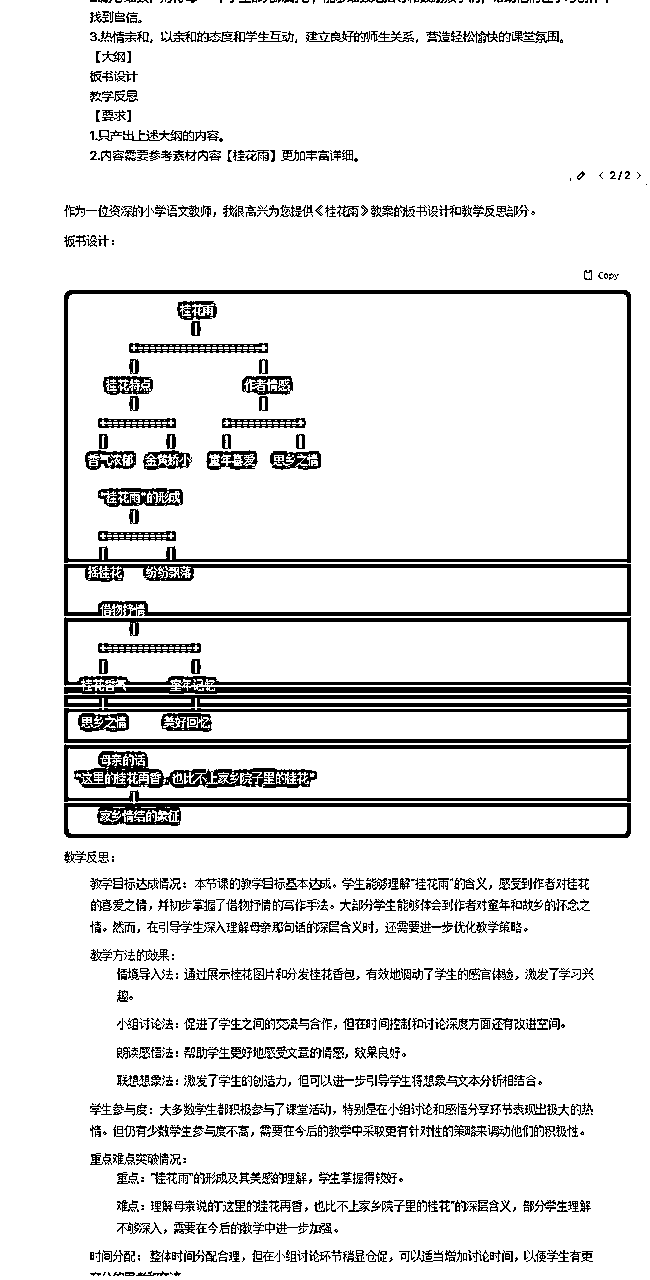 找到自信。
3.热情亲和，以亲和的态度和学生互动，建立良好的师生关系，营造轻松愉快的课堂氛围。
【大纲】
板书设计
教学反思
【要求】
1.只产出上述大纲的内容。
2.内容需要参考素材内容【桂花雨】更加丰富详细。
< 2/2 >
作为一位资深的小学语文教师，我很高兴为您提供《桂花雨》教案的板书设计和教学反思部分。
板书设计：
Copy
桂花雨
桂花特点 作者情感
香气浓郁 金黄娇小 童年喜爱 思乡之情
“桂花雨”的形成
摇桂花 纷纷飘落
借物抒情
桂花香气 童年记忆
思乡之情 美好回忆
母亲的话
“这里的桂花再香，也比不上家乡院子里的桂花”
家乡情结的象征
教学反思：
教学目标达成情况：本节课的教学目标基本达成。学生能够理解“桂花雨”的含义，感受到作者对桂花
的喜爱之情，并初步掌握了借物抒情的写作手法。大部分学生能够体会到作者对童年和故乡的怀念之
情。然而，在引导学生深入理解母亲那句话的深层含义时，还需要进一步优化教学策略。
教学方法的效果：
情境导入法：通过展示桂花图片和分发桂花香包，有效地调动了学生的感官体验，激发了学习兴
趣。
小组讨论法：促进了学生之间的交流与合作，但在时间控制和讨论深度方面还有改进空间。
朗读感悟法：帮助学生更好地感受文章的情感，效果良好。
联想想象法：激发了学生的创造力，但可以进一步引导学生将想象与文本分析相结合。
学生参与度：大多数学生都积极参与了课堂活动，特别是在小组讨论和感悟分享环节表现出极大的热
情。但仍有少数学生参与度不高，需要在今后的教学中采取更有针对性的策略来调动他们的积极性。
重点难点突破情况：
重点：“桂花雨”的形成及其美感的理解，学生掌握得较好。
难点：理解母亲说的“这里的桂花再香，也比不上家乡院子里的桂花”的深层含义，部分学生理解
不够深入，需要在今后的教学中进一步加强。
时间分配：整体时间分配合理，但在小组讨论环节稍显仓促，可以适当增加讨论时间，以便学生有更